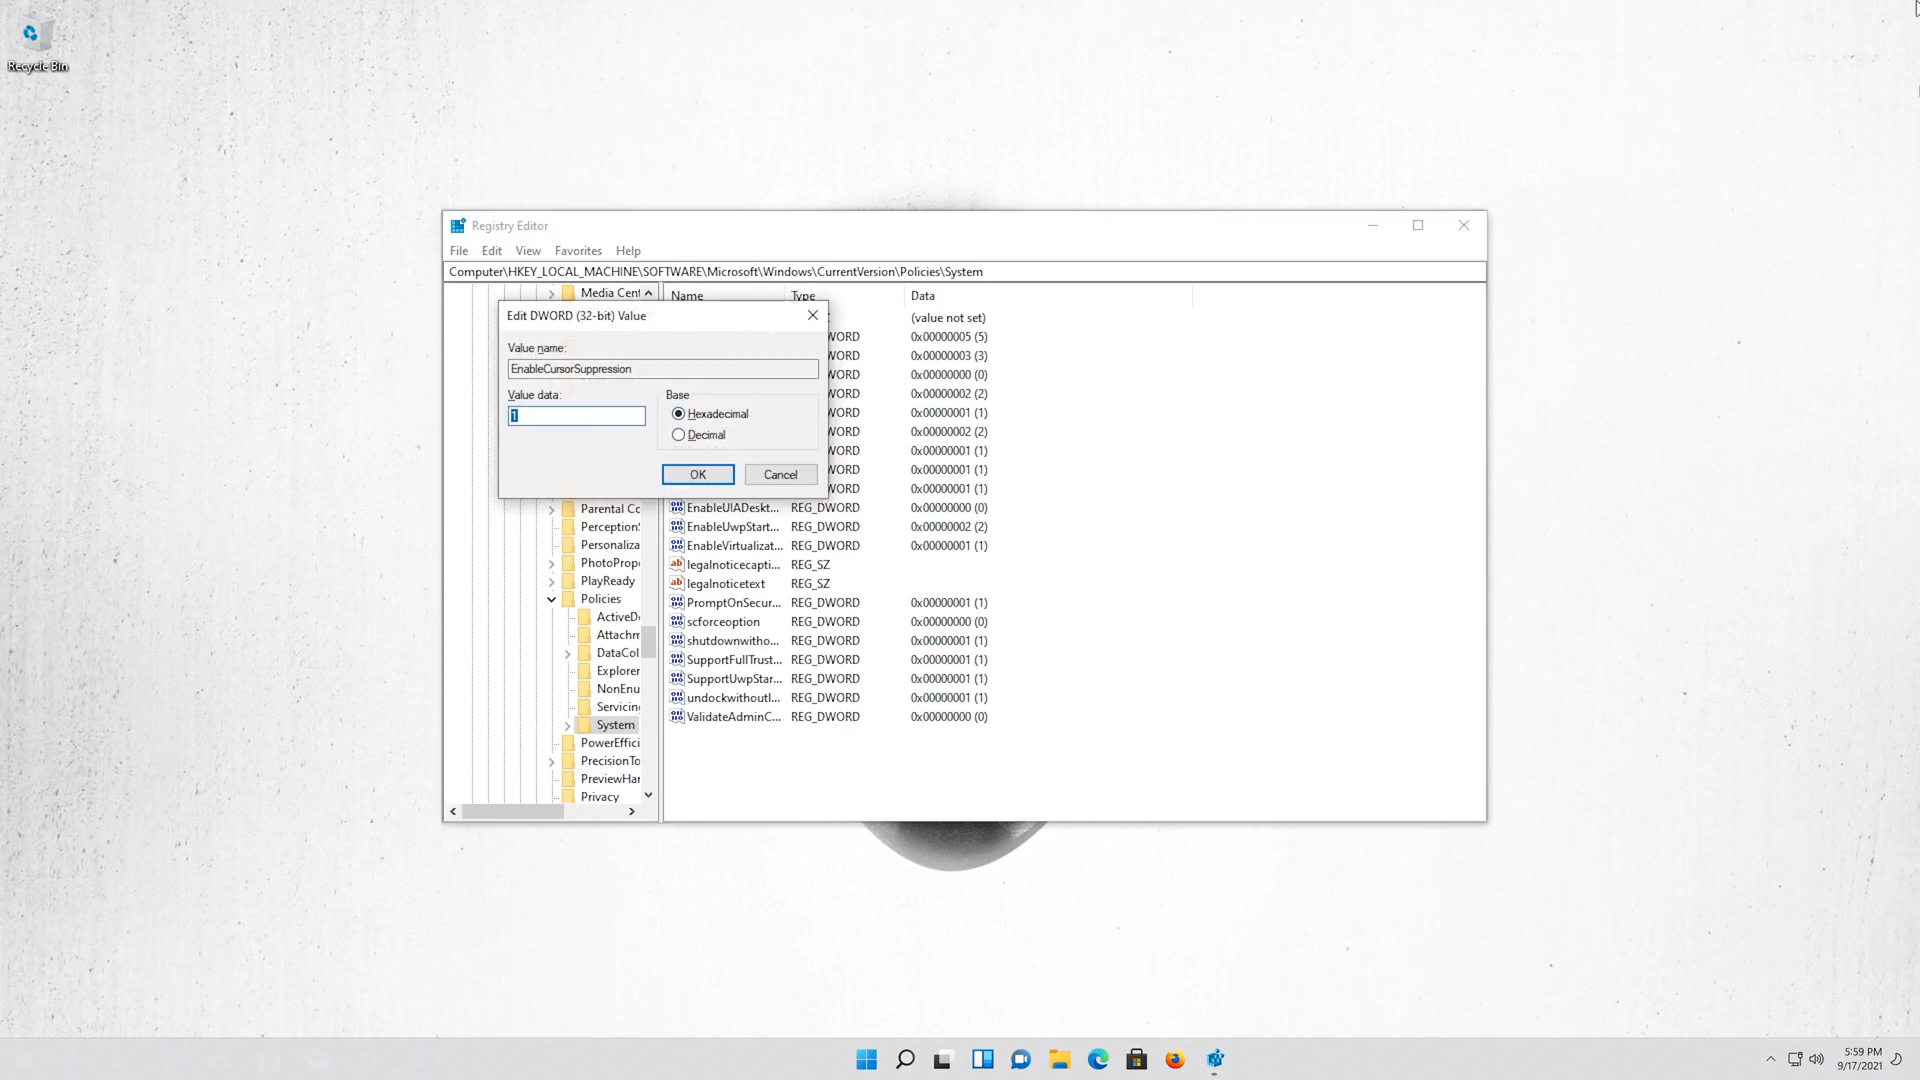 Recycle Bin
Registry Editor
File Edit View Favorites Help
Computer\HKEY_LOCAL_MACHINE\SOFTWARE\Microsoft\Windows\CurrentVersion\Policies\System
Media Cent
Name Type Data
Edit DWORD (32-bit) Value
Value name:
EnableCursorSuppression
Value data:
1
Base
Hexadecimal
Decimal
OK Cancel
(value not set)
WORD 0x00000005 (5)
WORD 0x00000003 (3)
WORD 0x00000000 (0)
WORD 0x00000002 (2)
WORD 0x00000001 (1)
WORD 0x00000002 (2)
WORD 0x00000001 (1)
WORD 0x00000001 (1)
WORD 0x00000001 (1)
EnableUIADeskt... REG_DWORD 0x00000000 (0)
EnableUwpStart... REG_DWORD 0x00000002 (2)
EnableVirtualizat... REG_DWORD 0x00000001 (1)
legalnoticecapti... REG_SZ
legalnoticetext REG_SZ
PromptOnSecur... REG_DWORD 0x00000001 (1)
scforceoption REG_DWORD 0x00000000 (0)
shutdownwitho... REG_DWORD 0x00000001 (1)
SupportFullTrust... REG_DWORD 0x00000001 (1)
SupportUwpStar... REG_DWORD 0x00000001 (1)
undockwithoutl... REG_DWORD 0x00000001 (1)
ValidateAdminC... REG_DWORD 0x00000000 (0)
Parental Co
Perception
Personaliza
PhotoProp
PlayReady
Policies
ActiveD
Attachm
DataCol
Explorer
NonEnu
Servicing
System
PowerEffici
PrecisionTo
PreviewHan
Privacy
5:59 PM
9/17/2021